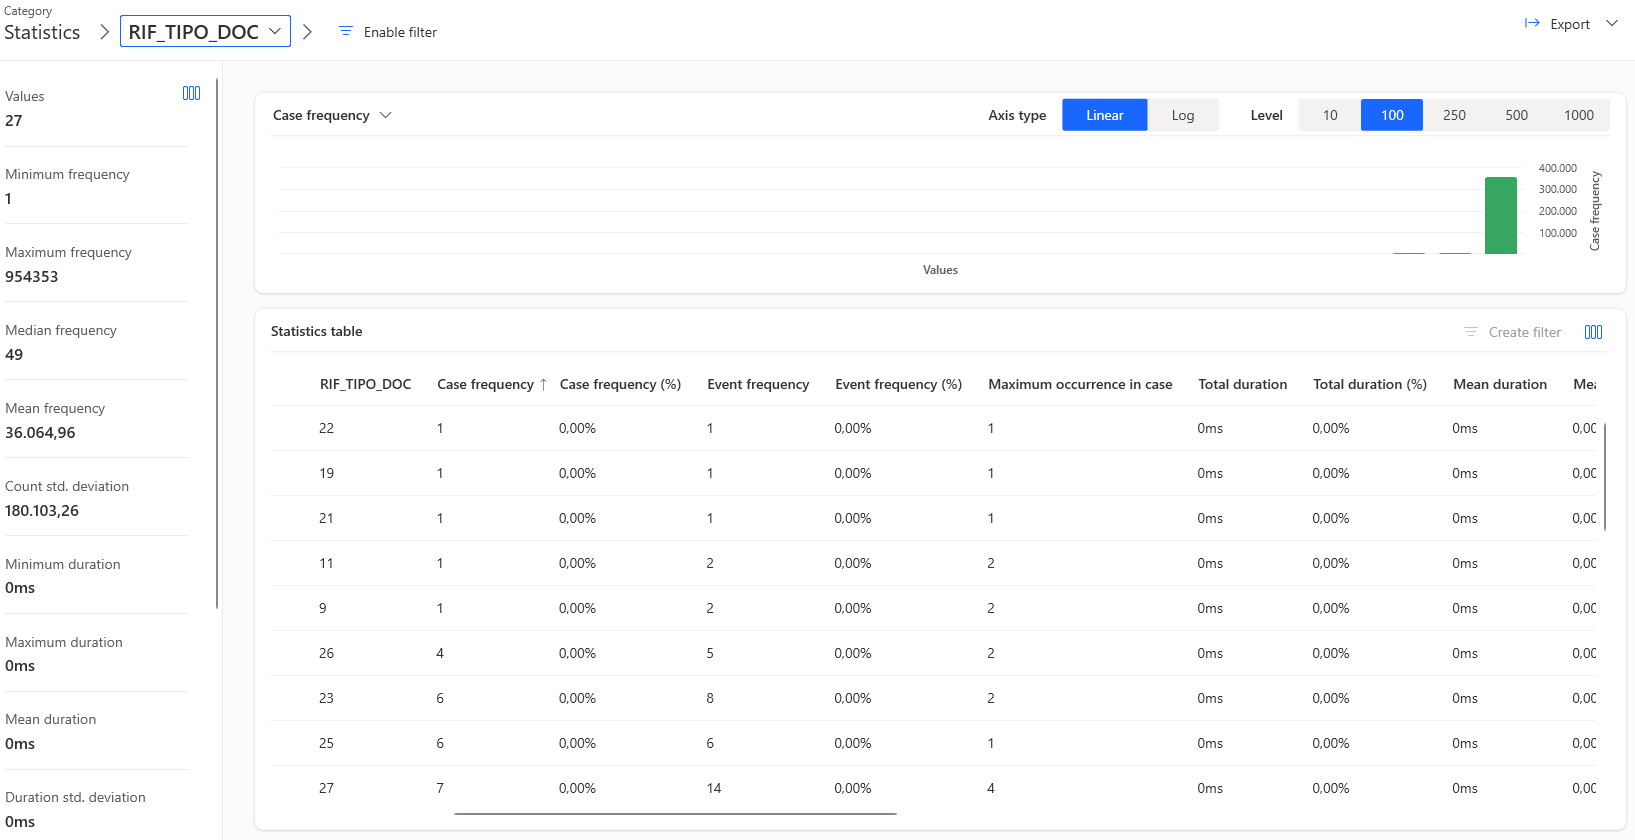 Category
Statistics
RIF_TIPO_DOC
Enable filter
Export
Values
27
Minimum frequency
1
Maximum frequency
954353
Median frequency
49
Mean frequency
36.064,96
Count std. deviation
180.103,26
Minimum duration
0ms
Maximum duration
0ms
Mean duration
0ms
Duration std. deviation
0ms
Case frequency
Axis type Linear Log Level 10 100 250 500 1000
400.000
300.000
200.000
100.000
Case frequency
Values
Statistics table
Create filter
RIF_TIPO_DOC Case frequency ↑ Case frequency (%) Event frequency Event frequency (%) Maximum occurrence in case Total duration Total duration (%) Mean duration Mea
22 1 0,00% 1 0,00% 1 0ms 0,00% 0ms 0,00
19 1 0,00% 1 0,00% 1 0ms 0,00% 0ms 0,00
21 1 0,00% 1 0,00% 1 0ms 0,00% 0ms 0,00
11 1 0,00% 2 0,00% 2 0ms 0,00% 0ms 0,00
9 1 0,00% 2 0,00% 2 0ms 0,00% 0ms 0,00
26 4 0,00% 5 0,00% 2 0ms 0,00% 0ms 0,00
23 6 0,00% 8 0,00% 2 0ms 0,00% 0ms 0,00
25 6 0,00% 6 0,00% 1 0ms 0,00% 0ms 0,00
27 7 0,00% 14 0,00% 4 0ms 0,00% 0ms 0,00